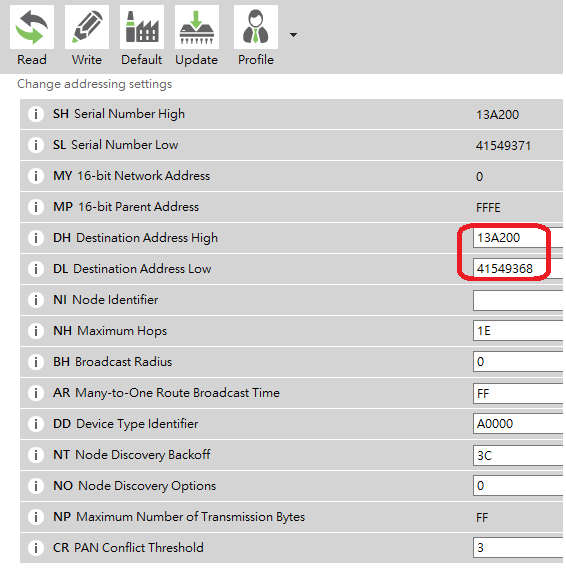 Read Write Default Update Profile
Change addressing settings
i SH Serial Number High 13A200
i SL Serial Number Low 41549371
i MY 16-bit Network Address 0
i MP 16-bit Parent Address FFFE
i DH Destination Address High 13A200
i DL Destination Address Low 41549368
i NI Node Identifier
i NH Maximum Hops 1E
i BH Broadcast Radius 0
i AR Many-to-One Route Broadcast Time FF
i DD Device Type Identifier A0000
i NT Node Discovery Backoff 3C
i NO Node Discovery Options 0
i NP Maximum Number of Transmission Bytes FF
i CR PAN Conflict Threshold 3